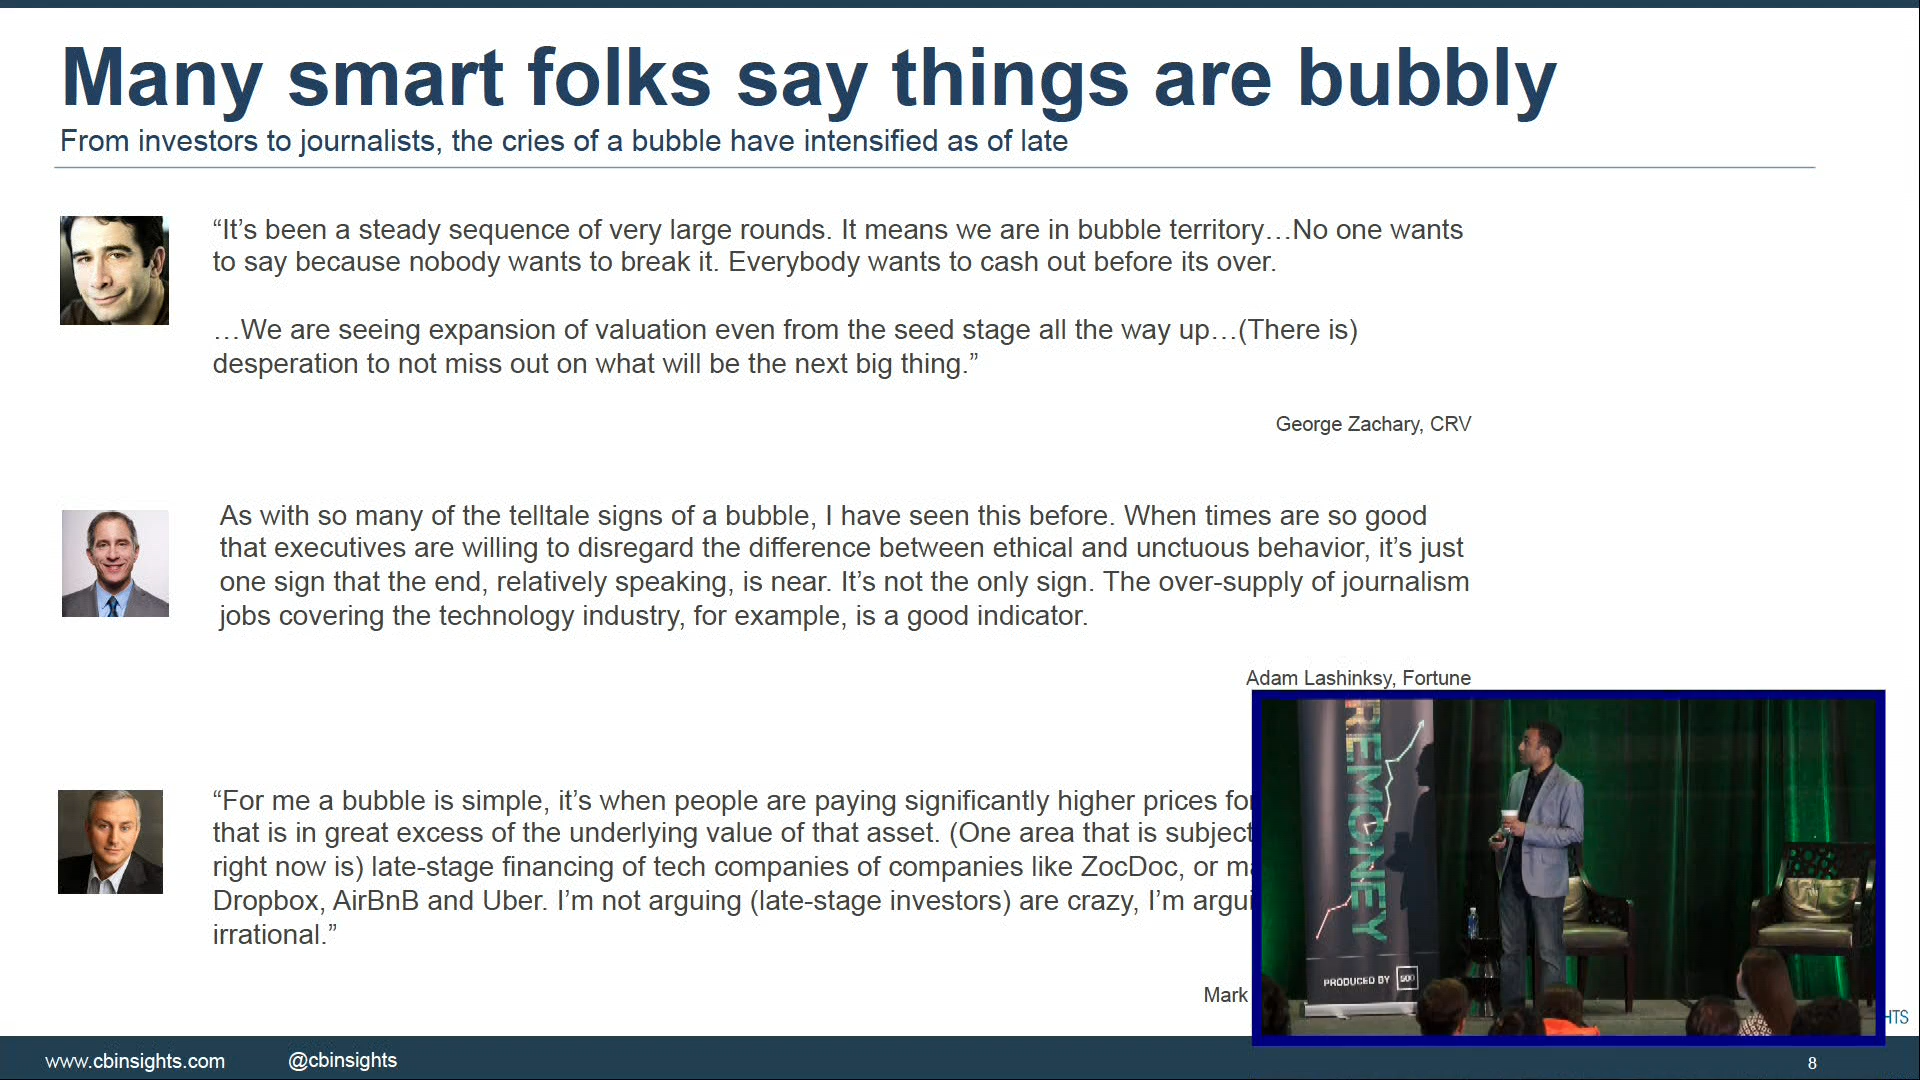 Many smart folks say things are bubbly
From investors to journalists, the cries of a bubble have intensified as of late
“It’s been a steady sequence of very large rounds. It means we are in bubble territory…No one wants
to say because nobody wants to break it. Everybody wants to cash out before its over.
…We are seeing expansion of valuation even from the seed stage all the way up…(There is)
desperation to not miss out on what will be the next big thing.”
George Zachary, CRV
As with so many of the telltale signs of a bubble, I have seen this before. When times are so good
that executives are willing to disregard the difference between ethical and unctuous behavior, it’s just
one sign that the end, relatively speaking, is near. It’s not the only sign. The over-supply of journalism
jobs covering the technology industry, for example, is a good indicator.
Adam Lashinksy, Fortune
“For me a bubble is simple, it’s when people are paying significantly higher prices for
that is in great excess of the underlying value of that asset. (One area that is subject
right now is) late-stage financing of tech companies of companies like ZocDoc, or
Dropbox, AirBnB and Uber. I’m not arguing (late-stage investors) are crazy, I’m
irrational.”
Mark
REMONEY
PRODUCED BY 500
HTS
www.cbinsights.com @cbinsights 8